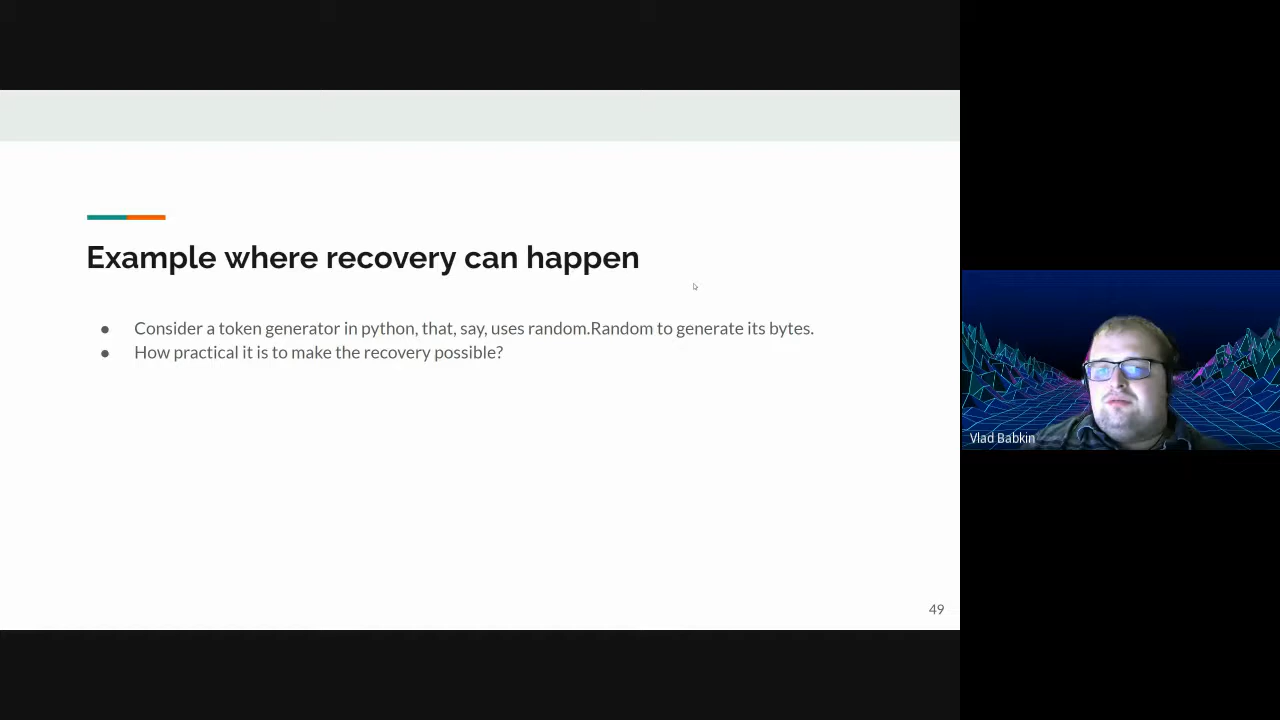 Example where recovery can happen
● Consider a token generator in python, that, say, uses random.Random to generate its bytes.
● How practical it is to make the recovery possible?
49
Vlad Babkin